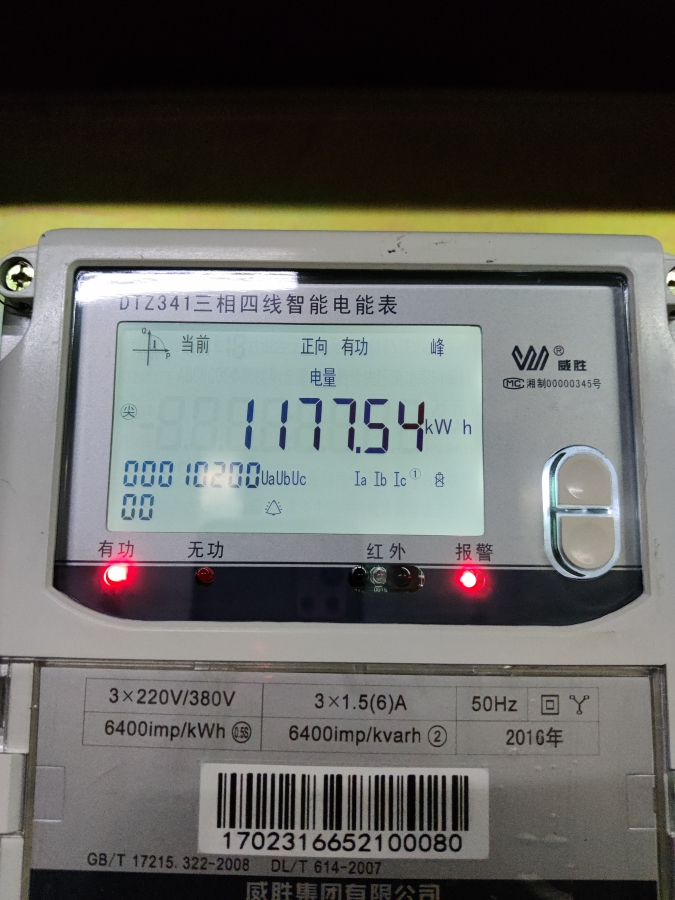 DTZ341三相四线智能电能表
Q
P
当前 正向 有功 峰
电量
尖 1177.54 kWh
00010200 UaUbUc Ia Ib Ic ①
00
威胜®
MC 湘制00000345号
有功 无功 红外 报警
3×220V/380V 3×1.5(6)A 50Hz
6400imp/kWh 0.5S 6400imp/kvarh ② 2016年
1702316652100080
GB/T 17215.322-2008 DL/T 614-2007
威胜集团有限公司